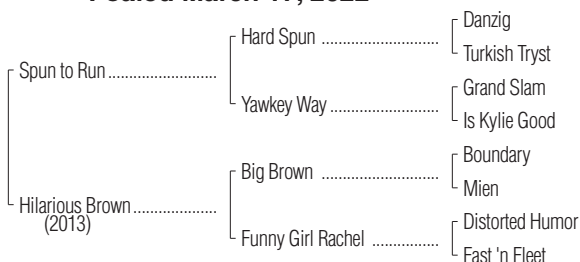 Foaled March 17, 2022
Danzig
Hard Spun ..........................
Turkish Tryst
Spun to Run ........................
Grand Slam
Yawkey Way ........................
Is Kylie Good
Boundary
Big Brown ..........................
Mien
Hilarious Brown ..................
(2013)
Distorted Humor
Funny Girl Rachel ...............
Fast 'n Fleet